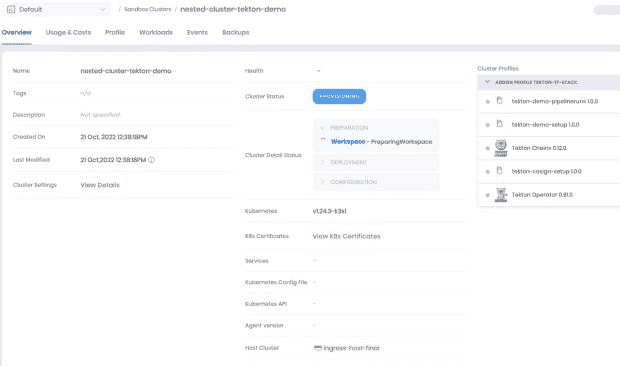 Default / Sandbox.Clusters / nested-cluster-tekton-demo
Overview Usage & Costs Profile Workloads Events Backups
Name nested-cluster-tekton-demo
Tags n/a
Description Not specified.
Created On 21 Oct, 2022 12:38:18PM
Last Modified 21 Oct,2022 12:38:18PM
Cluster Settings View Details
Health -
Cluster Status PROVISIONING
Cluster Detail Status
PREPARATION
Workspace - PreparingWorkspace
DEPLOYMENT
CONFIGURATION
Kubernetes v1.24.3-k3s1
K8s Certificates View K8s Certificates
Services -
Kubernetes Config File -
Kubernetes API -
Agent version -
Host Cluster ingress-host-final
Cluster Profiles
ADDON PROFILE TEKTON-TF-STACK
tekton-demo-pipelineruns 1.0.0
tekton-demo-setup 1.0.0
Tekton Chains 0.12.0
tekton-cosign-setup 1.0.0
Tekton Operator 0.61.0